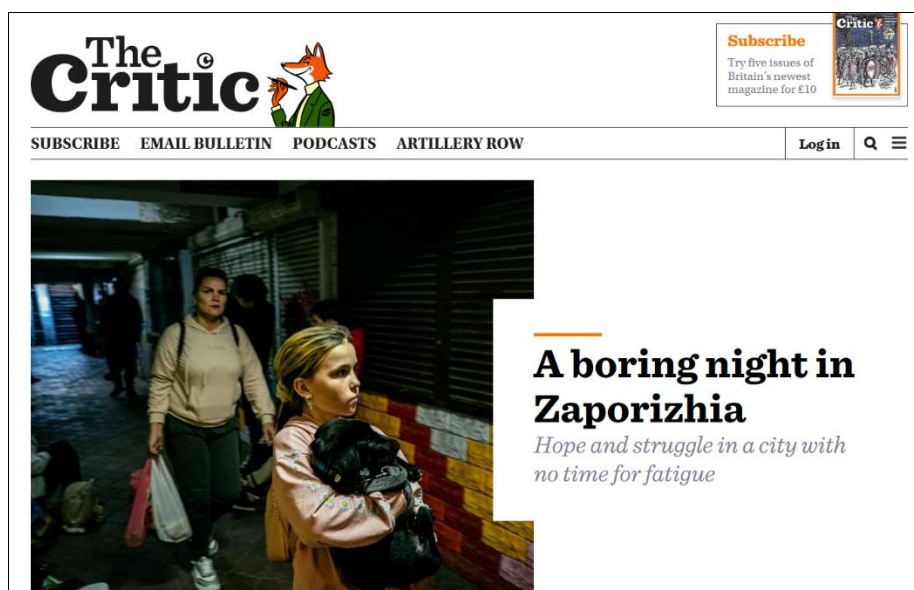 The
Critic
Subscribe
Try five issues of
Britain's newest
magazine for £10
The
Critic
SUBSCRIBE EMAIL BULLETIN PODCASTS ARTILLERY ROW
Log in
A boring night in
Zaporizhia
Hope and struggle in a city with
no time for fatigue